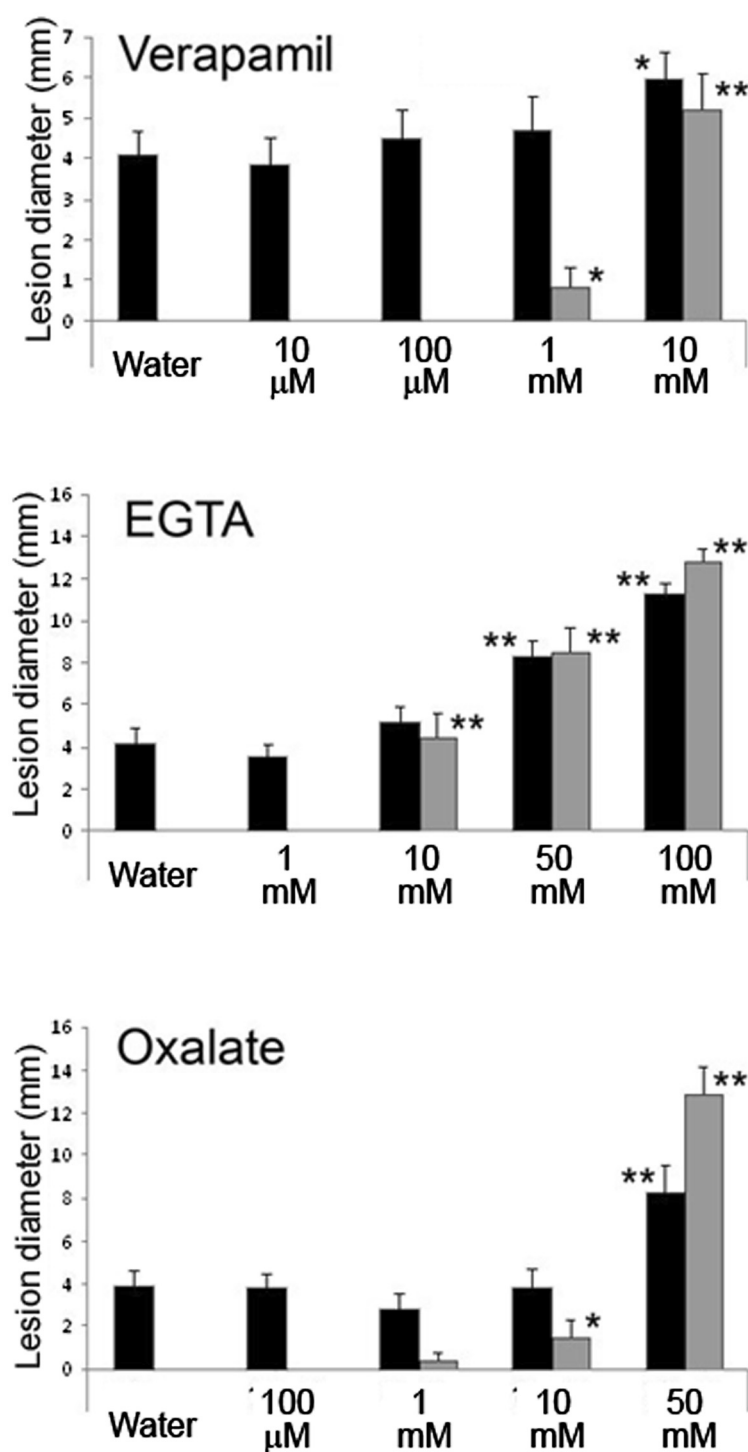 Verapamil
Lesion diameter (mm)
7
6
5
4
3
2
1
0
*
**
*
Water
10 µM
100 µM
1 mM
10 mM
EGTA
Lesion diameter (mm)
16
14
12
10
8
6
4
2
0
**
**
**
**
**
Water
1 mM
10 mM
50 mM
100 mM
Oxalate
Lesion diameter (mm)
16
14
12
10
8
6
4
2
0
*
**
**
Water
100 µM
1 mM
10 mM
50 mM